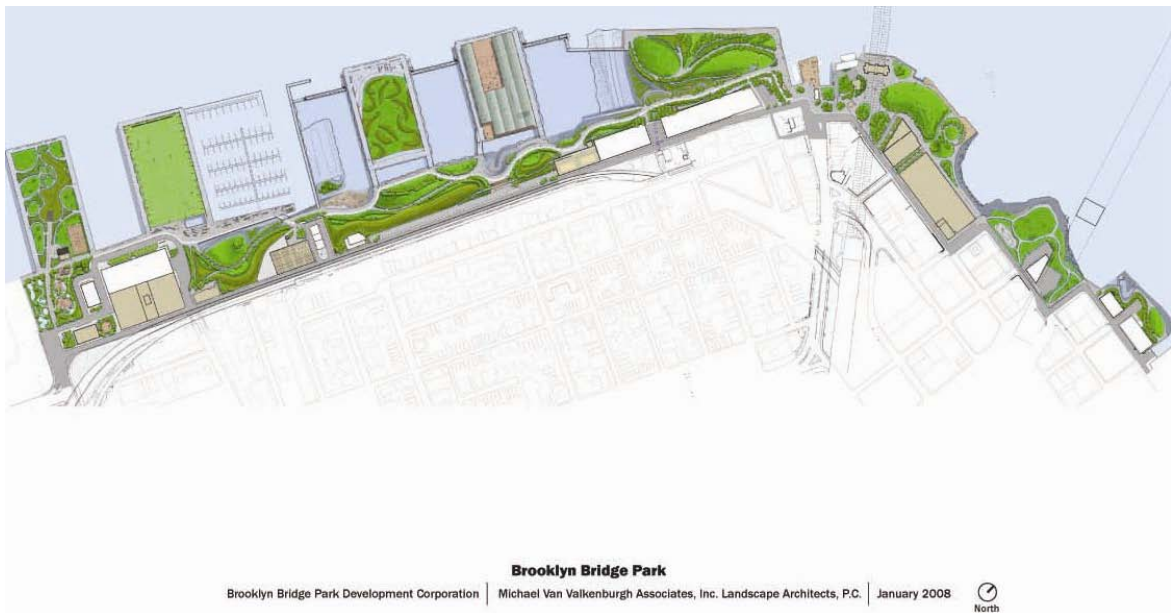 Brooklyn Bridge Park
Brooklyn Bridge Park Development Corporation | Michael Van Valkenburgh Associates, Inc. Landscape Architects, P.C. | January 2008
North